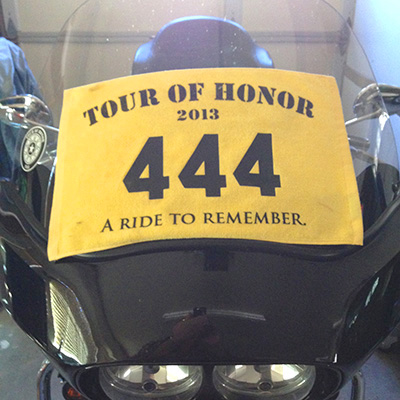 TOUR OF HONOR
2013
444
A RIDE TO REMEMBER.